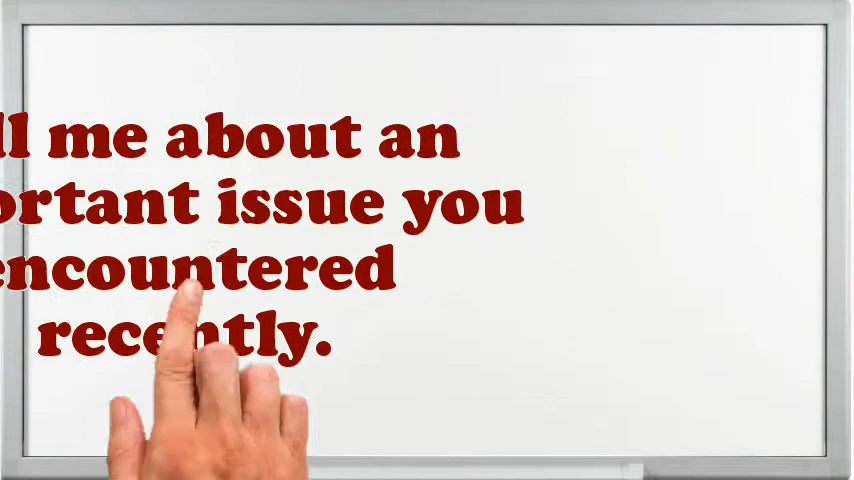 ll me about an
ortant issue you
encountered
recently.